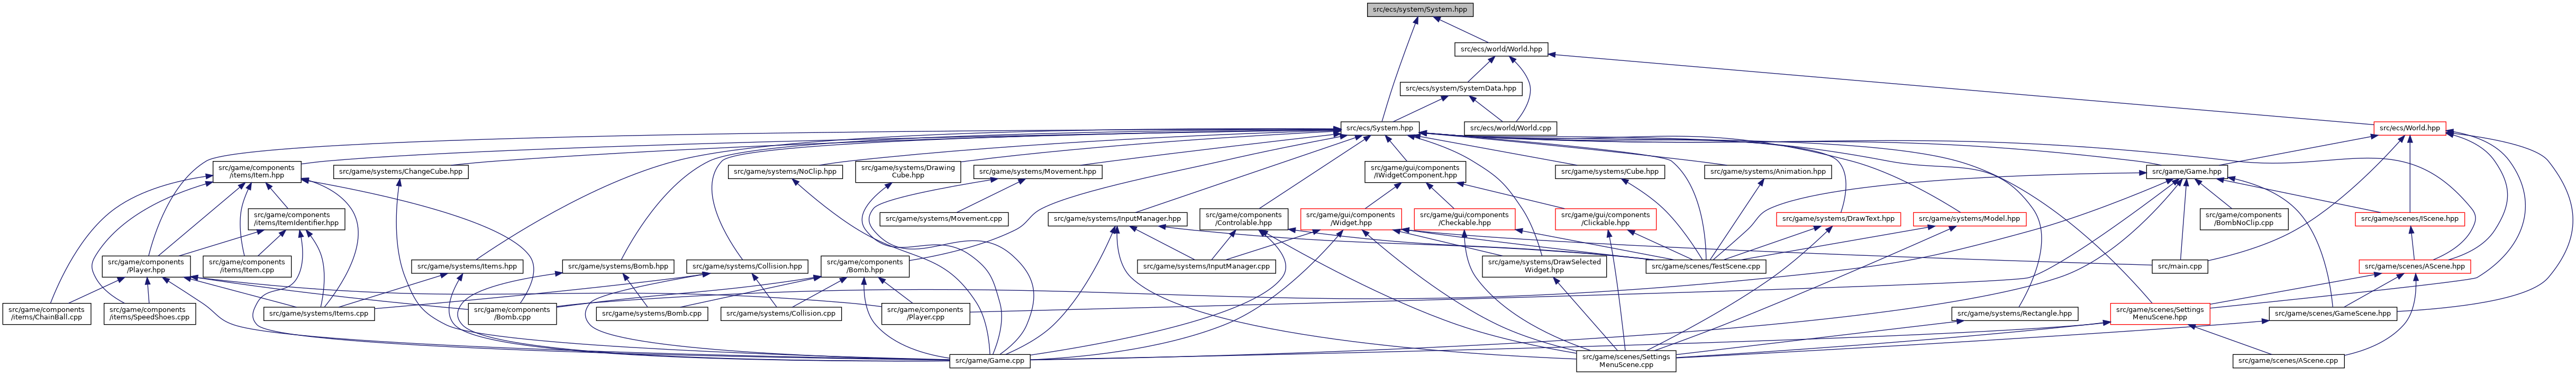 src/ecs/system/System.hpp
src/ecs/world/World.hpp
src/ecs/system/SystemData.hpp
src/ecs/System.hpp
src/ecs/world/World.cpp
src/ecs/World.hpp
src/game/components
/items/Item.hpp
src/game/systems/ChangeCube.hpp
src/game/systems/NoClip.hpp
src/game/systems/Drawing
Cube.hpp
src/game/systems/Movement.hpp
src/game/gui/components
/IWidgetComponent.hpp
src/game/systems/Cube.hpp
src/game/systems/Animation.hpp
src/game/Game.hpp
src/game/components
/items/ItemIdentifier.hpp
src/game/systems/Movement.cpp
src/game/systems/InputManager.hpp
src/game/components
/Controlable.hpp
src/game/gui/components
/Widget.hpp
src/game/gui/components
/Checkable.hpp
src/game/gui/components
/Clickable.hpp
src/game/systems/DrawText.hpp
src/game/systems/Model.hpp
src/game/components
/BombNoClip.cpp
src/game/scenes/IScene.hpp
src/game/components
/Player.hpp
src/game/components
/items/Item.cpp
src/game/systems/Items.hpp
src/game/systems/Bomb.hpp
src/game/systems/Collision.hpp
src/game/components
/Bomb.hpp
src/game/systems/InputManager.cpp
src/game/systems/DrawSelected
Widget.hpp
src/game/scenes/TestScene.cpp
src/main.cpp
src/game/scenes/AScene.hpp
src/game/components
/items/ChainBall.cpp
src/game/components
/items/SpeedShoes.cpp
src/game/systems/Items.cpp
src/game/components
/Bomb.cpp
src/game/systems/Bomb.cpp
src/game/systems/Collision.cpp
src/game/components
/Player.cpp
src/game/systems/Rectangle.hpp
src/game/scenes/Settings
MenuScene.hpp
src/game/scenes/GameScene.hpp
src/game/Game.cpp
src/game/scenes/Settings
MenuScene.cpp
src/game/scenes/AScene.cpp